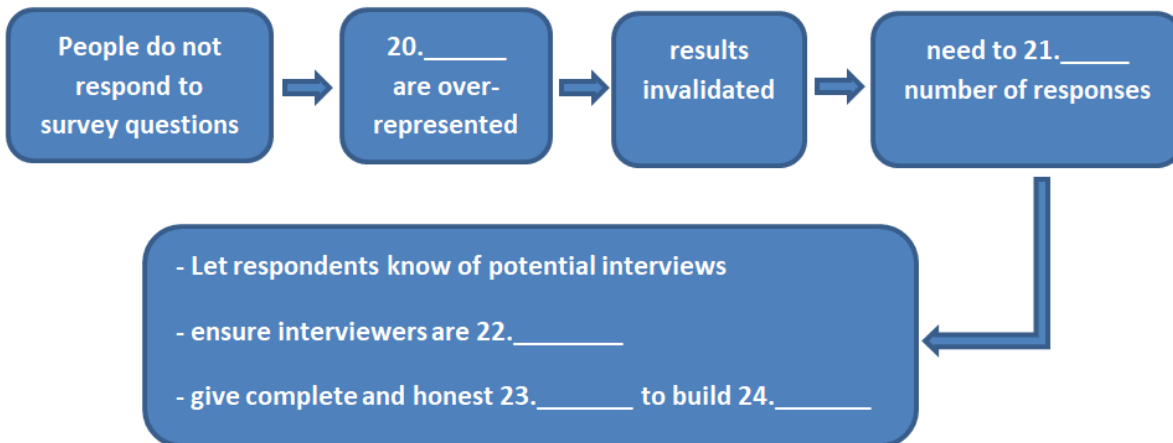 People do not
respond to
survey questions
20.______
are over-
represented
results
invalidated
need to 21._____
number of responses
- Let respondents know of potential interviews
- ensure interviewers are 22.________
- give complete and honest 23._______ to build 24._______